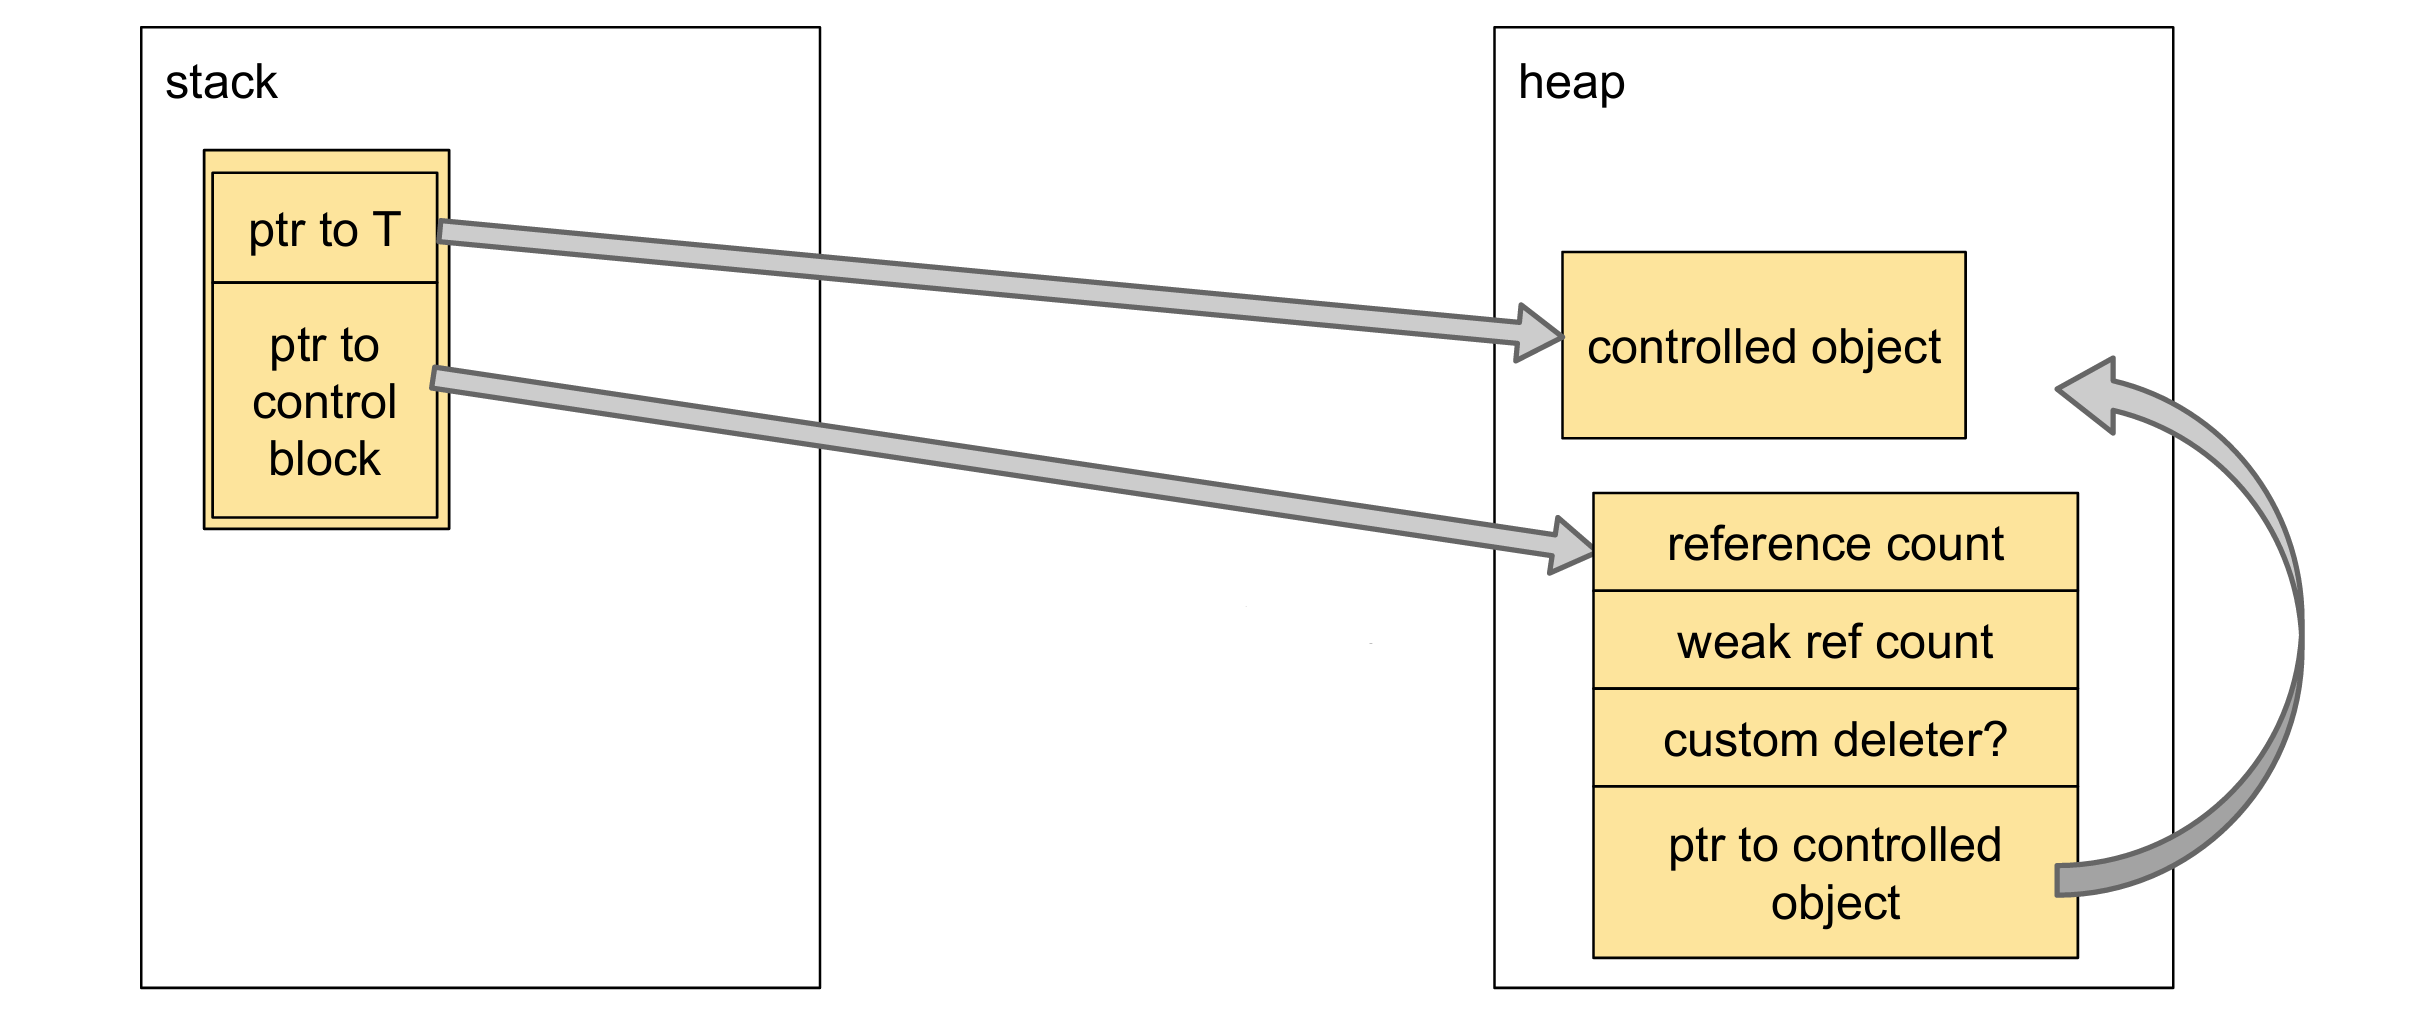 stack
ptr to T
ptr to
control
block
heap
controlled object
reference count
weak ref count
custom deleter?
ptr to controlled
object